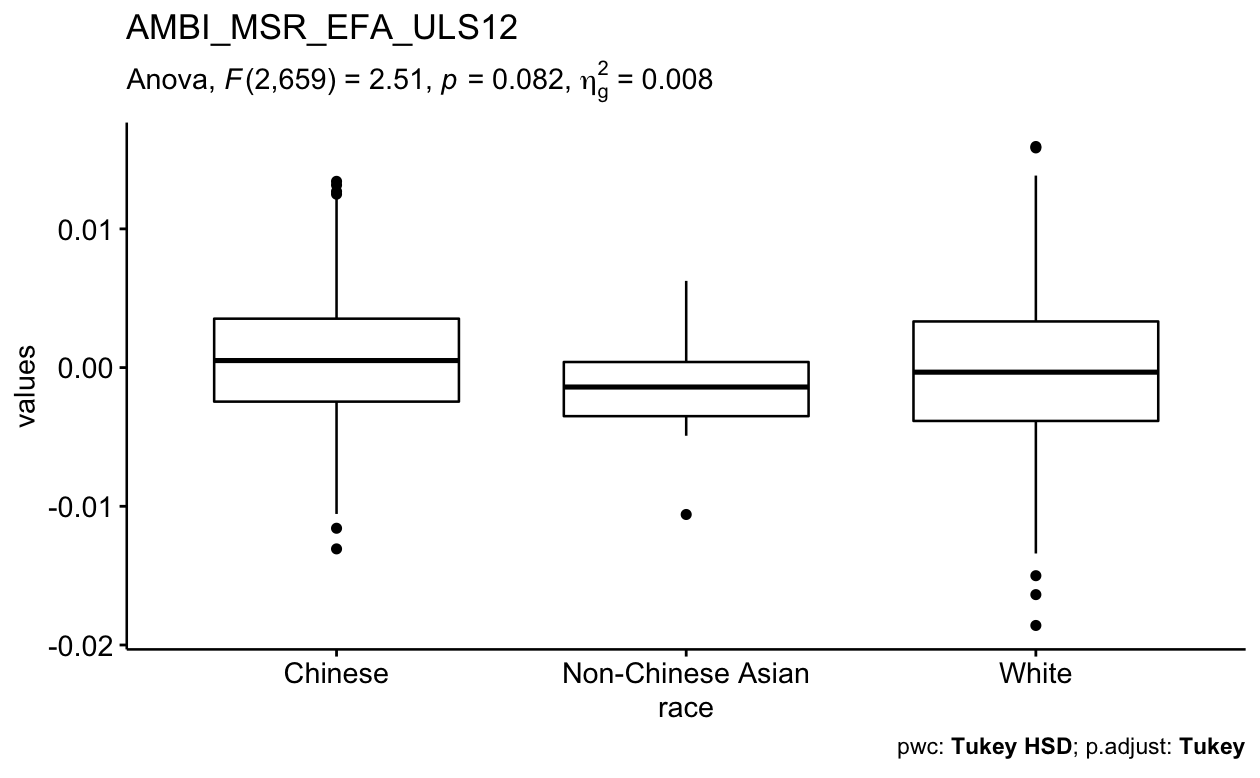 AMBI_MSR_EFA_ULS12
Anova, F(2,659) = 2.51, p = 0.082, η²g = 0.008
0.01
0.00
-0.01
-0.02
values
Chinese
Non-Chinese Asian
White
race
pwc: Tukey HSD; p.adjust: Tukey